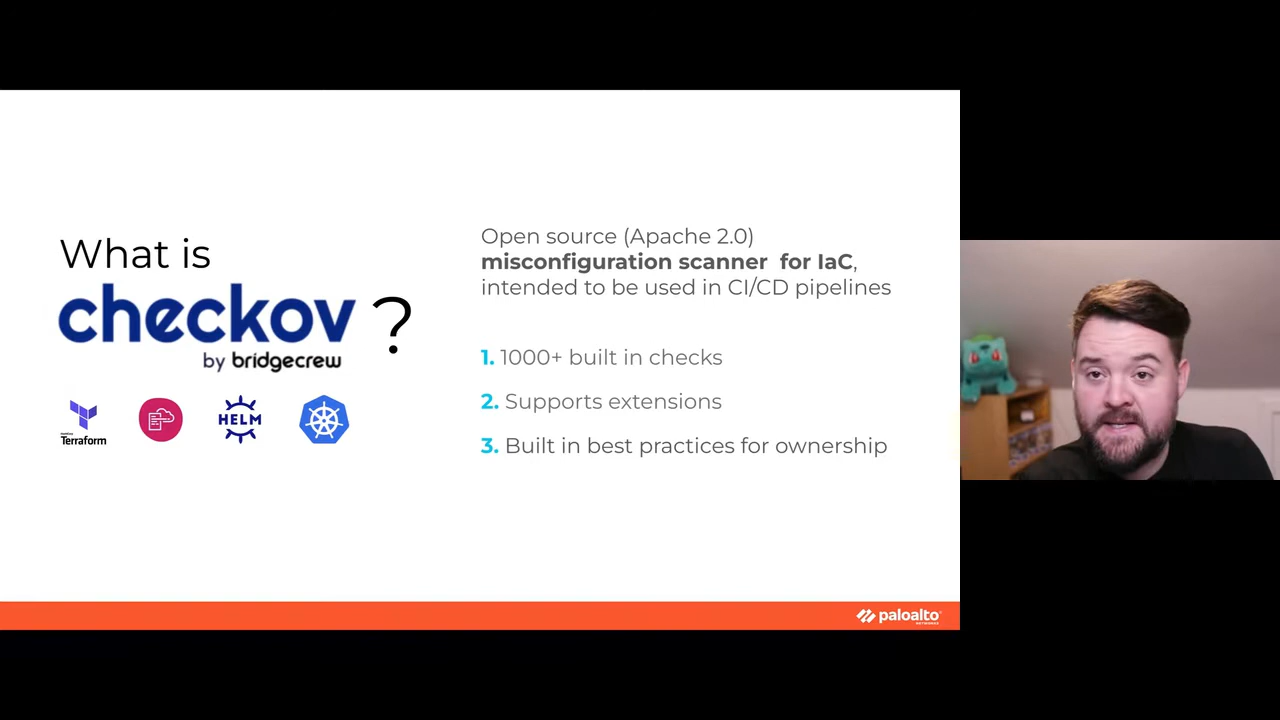 What is
checkov ?
by bridgecrew
HashiCorp
Terraform
HELM
Open source (Apache 2.0)
misconfiguration scanner for IaC,
intended to be used in CI/CD pipelines
1. 1000+ built in checks
2. Supports extensions
3. Built in best practices for ownership
paloalto
NETWORKS